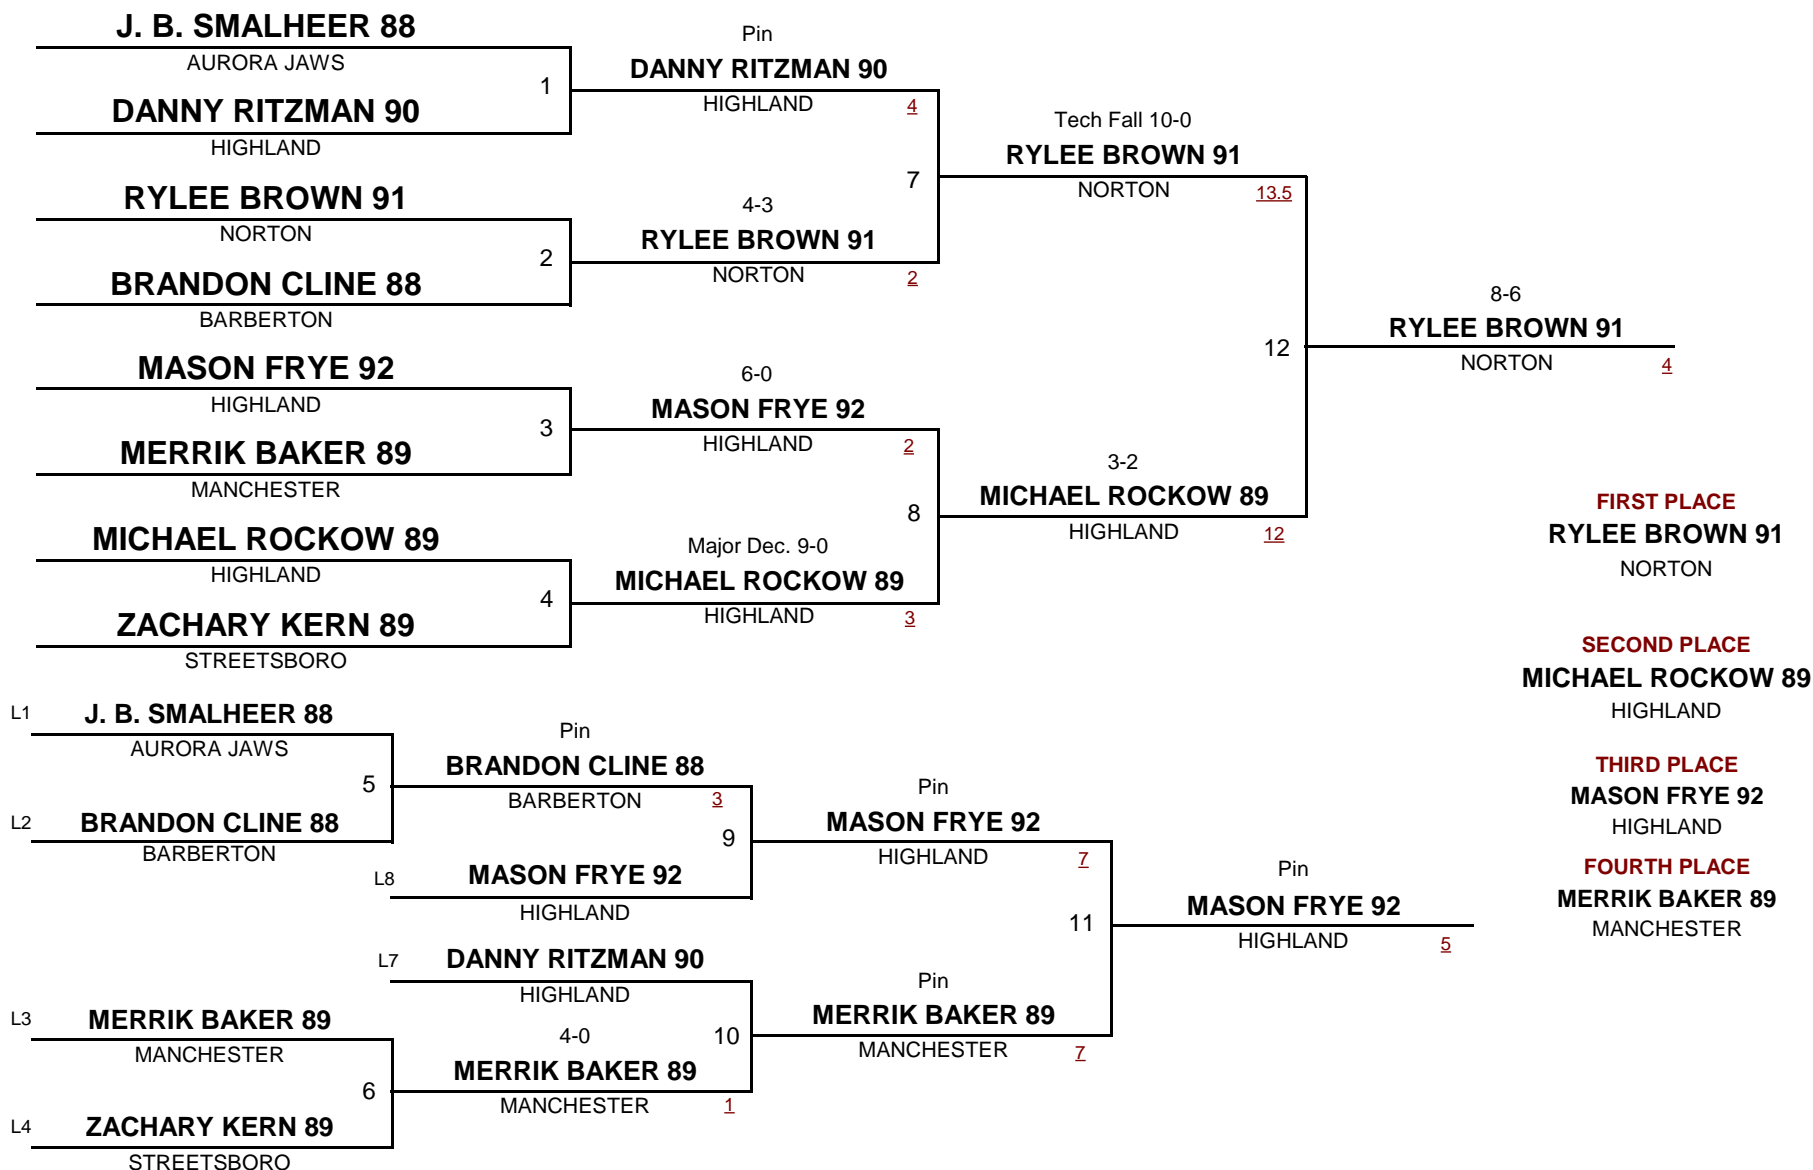 J. B. SMALHEER 88
AURORA JAWS
1
DANNY RITZMAN 90
HIGHLAND
RYLEE BROWN 91
NORTON
2
BRANDON CLINE 88
BARBERTON
MASON FRYE 92
HIGHLAND
3
MERRIK BAKER 89
MANCHESTER
MICHAEL ROCKOW 89
HIGHLAND
4
ZACHARY KERN 89
STREETSBORO
Pin
DANNY RITZMAN 90
HIGHLAND
4
7
4-3
RYLEE BROWN 91
NORTON
2
6-0
MASON FRYE 92
HIGHLAND
2
8
Major Dec. 9-0
MICHAEL ROCKOW 89
HIGHLAND
3
Tech Fall 10-0
RYLEE BROWN 91
NORTON
13.5
12
3-2
MICHAEL ROCKOW 89
HIGHLAND
12
8-6
RYLEE BROWN 91
NORTON
4
FIRST PLACE
RYLEE BROWN 91
NORTON
SECOND PLACE
MICHAEL ROCKOW 89
HIGHLAND
THIRD PLACE
MASON FRYE 92
HIGHLAND
FOURTH PLACE
MERRIK BAKER 89
MANCHESTER
L1
J. B. SMALHEER 88
AURORA JAWS
5
L2
BRANDON CLINE 88
BARBERTON
L3
MERRIK BAKER 89
MANCHESTER
6
L4
ZACHARY KERN 89
STREETSBORO
Pin
BRANDON CLINE 88
BARBERTON
3
9
L8
MASON FRYE 92
HIGHLAND
L7
DANNY RITZMAN 90
HIGHLAND
10
4-0
MERRIK BAKER 89
MANCHESTER
1
Pin
MASON FRYE 92
HIGHLAND
7
11
Pin
MERRIK BAKER 89
MANCHESTER
7
Pin
MASON FRYE 92
HIGHLAND
5